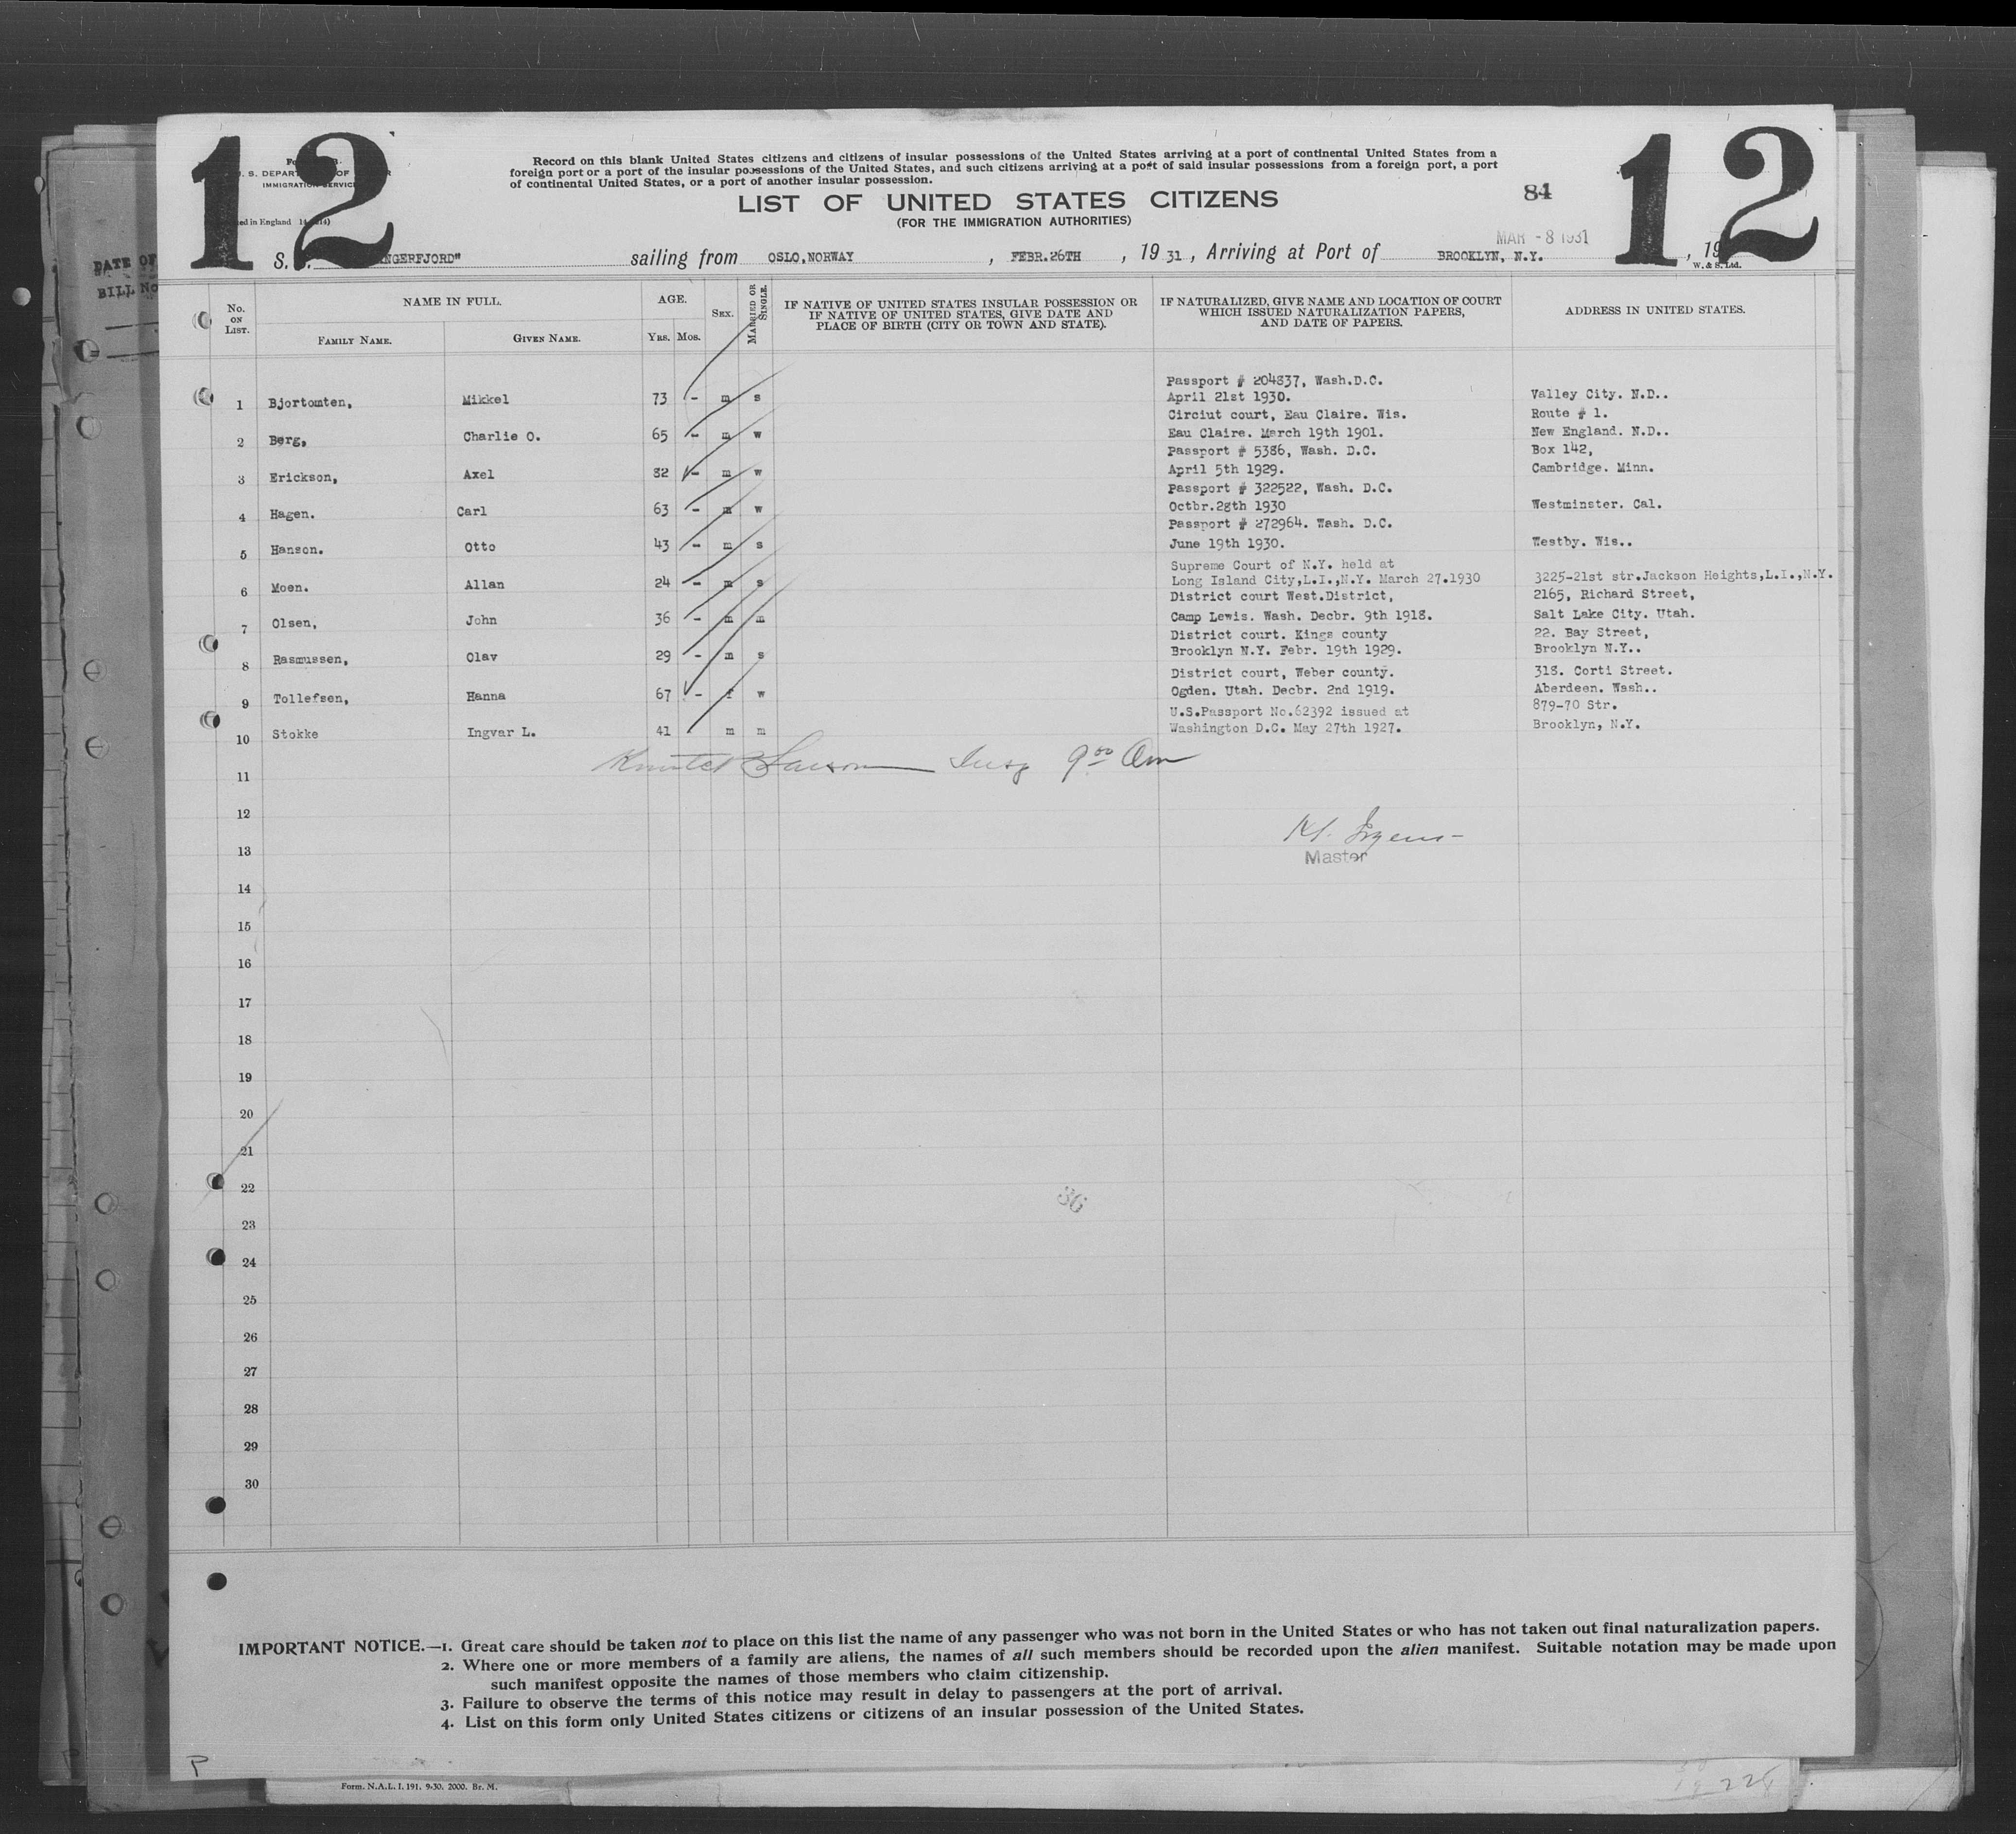 12
12
Record on this blank United States citizens and citizens of insular possessions of the United States arriving at a port of continental United States from a
foreign port or a port of the insular possessions of the United States, and such citizens arriving at a port of said insular possessions from a foreign port, a port
of continental United States, or a port of another insular possession.
S. DEPART OF
IMMIGRATION SERVICE
ed in England
LIST OF UNITED STATES CITIZENS
84
(FOR THE IMMIGRATION AUTHORITIES)
MAR - 8 1931
S. NGERFJORD" sailing from OSLO, NORWAY , FEBR. 26TH , 19 31 , Arriving at Port of BROOKLYN, N.Y. , 19
W. & S. Ltd.
DATE OF
BILL No
No. ON LIST.
NAME IN FULL.
FAMILY NAME.
GIVEN NAME.
AGE.
YRS. MOS.
SEX.
MARRIED OR SINGLE.
IF NATIVE OF UNITED STATES INSULAR POSSESSION OR
IF NATIVE OF UNITED STATES, GIVE DATE AND
PLACE OF BIRTH (CITY OR TOWN AND STATE).
IF NATURALIZED, GIVE NAME AND LOCATION OF COURT
WHICH ISSUED NATURALIZATION PAPERS,
AND DATE OF PAPERS.
ADDRESS IN UNITED STATES.
Passport # 204837, Wash.D.C.
1 Bjortomten, Mikkel 73 - m s April 21st 1930. Valley City. N.D..
Circiut court, Eau Claire. Wis. Route # 1.
2 Berg, Charlie O. 65 - m w Eau Claire. March 19th 1901. New England. N.D..
Passport # 5386, Wash. D.C. Box 142,
3 Erickson, Axel 82 - m w April 5th 1929. Cambridge. Minn.
Passport # 322522, Wash. D.C.
4 Hagen. Carl 63 - m w Octbr.28th 1930 Westminster. Cal.
Passport # 272964. Wash. D.C.
5 Hanson. Otto 43 - m s June 19th 1930. Westby. Wis..
Supreme Court of N.Y. held at
6 Moen. Allan 24 - m s Long Island City,L.I.,N.Y. March 27.1930 3225-21st str.Jackson Heights,L.I.,N.Y.
District court West.District, 2165, Richard Street,
7 Olsen, John 36 - m m Camp Lewis. Wash. Decbr. 9th 1918. Salt Lake City. Utah.
District court. Kings county 22. Bay Street,
8 Rasmussen, Olav 29 - m s Brooklyn N.Y. Febr. 19th 1929. Brooklyn N.Y..
District court, Weber county. 318. Corti Street.
9 Tollefsen, Hanna 67 - f w Ogden. Utah. Decbr. 2nd 1919. Aberdeen. Wash..
U.S.Passport No.62392 issued at 879-70 Str.
10 Stokke Ingvar L. 41 m m Washington D.C. May 27th 1927. Brooklyn, N.Y.
11
9 00 Am
12
13
Master
14
15
16
17
18
19
20
21
22
36
23
24
25
26
27
28
29
30
IMPORTANT NOTICE.—1. Great care should be taken not to place on this list the name of any passenger who was not born in the United States or who has not taken out final naturalization papers.
2. Where one or more members of a family are aliens, the names of all such members should be recorded upon the alien manifest. Suitable notation may be made upon
such manifest opposite the names of those members who claim citizenship.
3. Failure to observe the terms of this notice may result in delay to passengers at the port of arrival.
4. List on this form only United States citizens or citizens of an insular possession of the United States.
P
Form. N.A.L. I. 191. 9-30. 2000. Br. M.